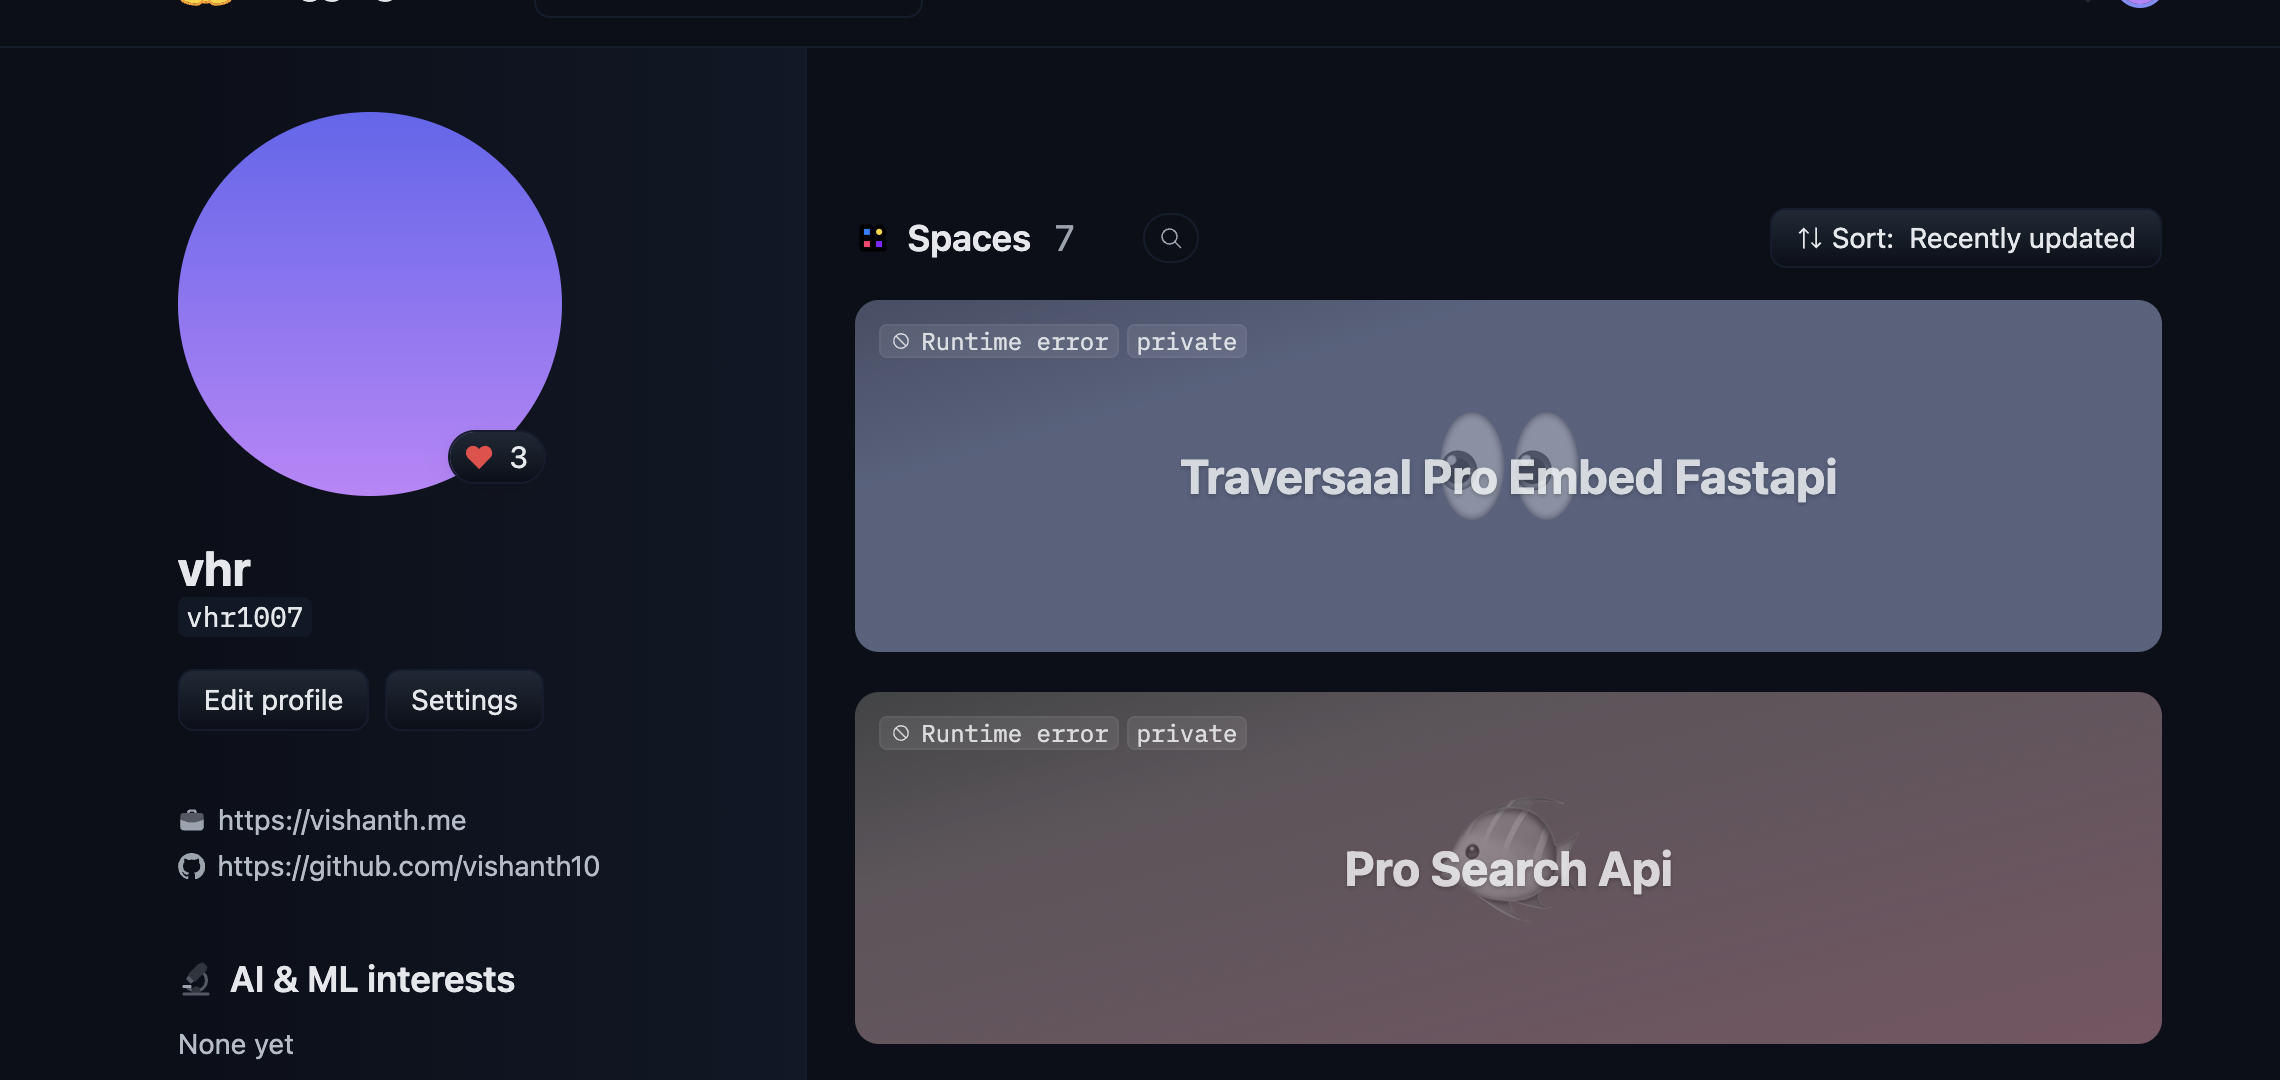 3
vhr
vhr1007
Edit profile
Settings
https://vishanth.me
https://github.com/vishanth10
AI & ML interests
None yet
Spaces 7
Sort: Recently updated
Runtime error private
Traversaal Pro Embed Fastapi
Runtime error private
Pro Search Api